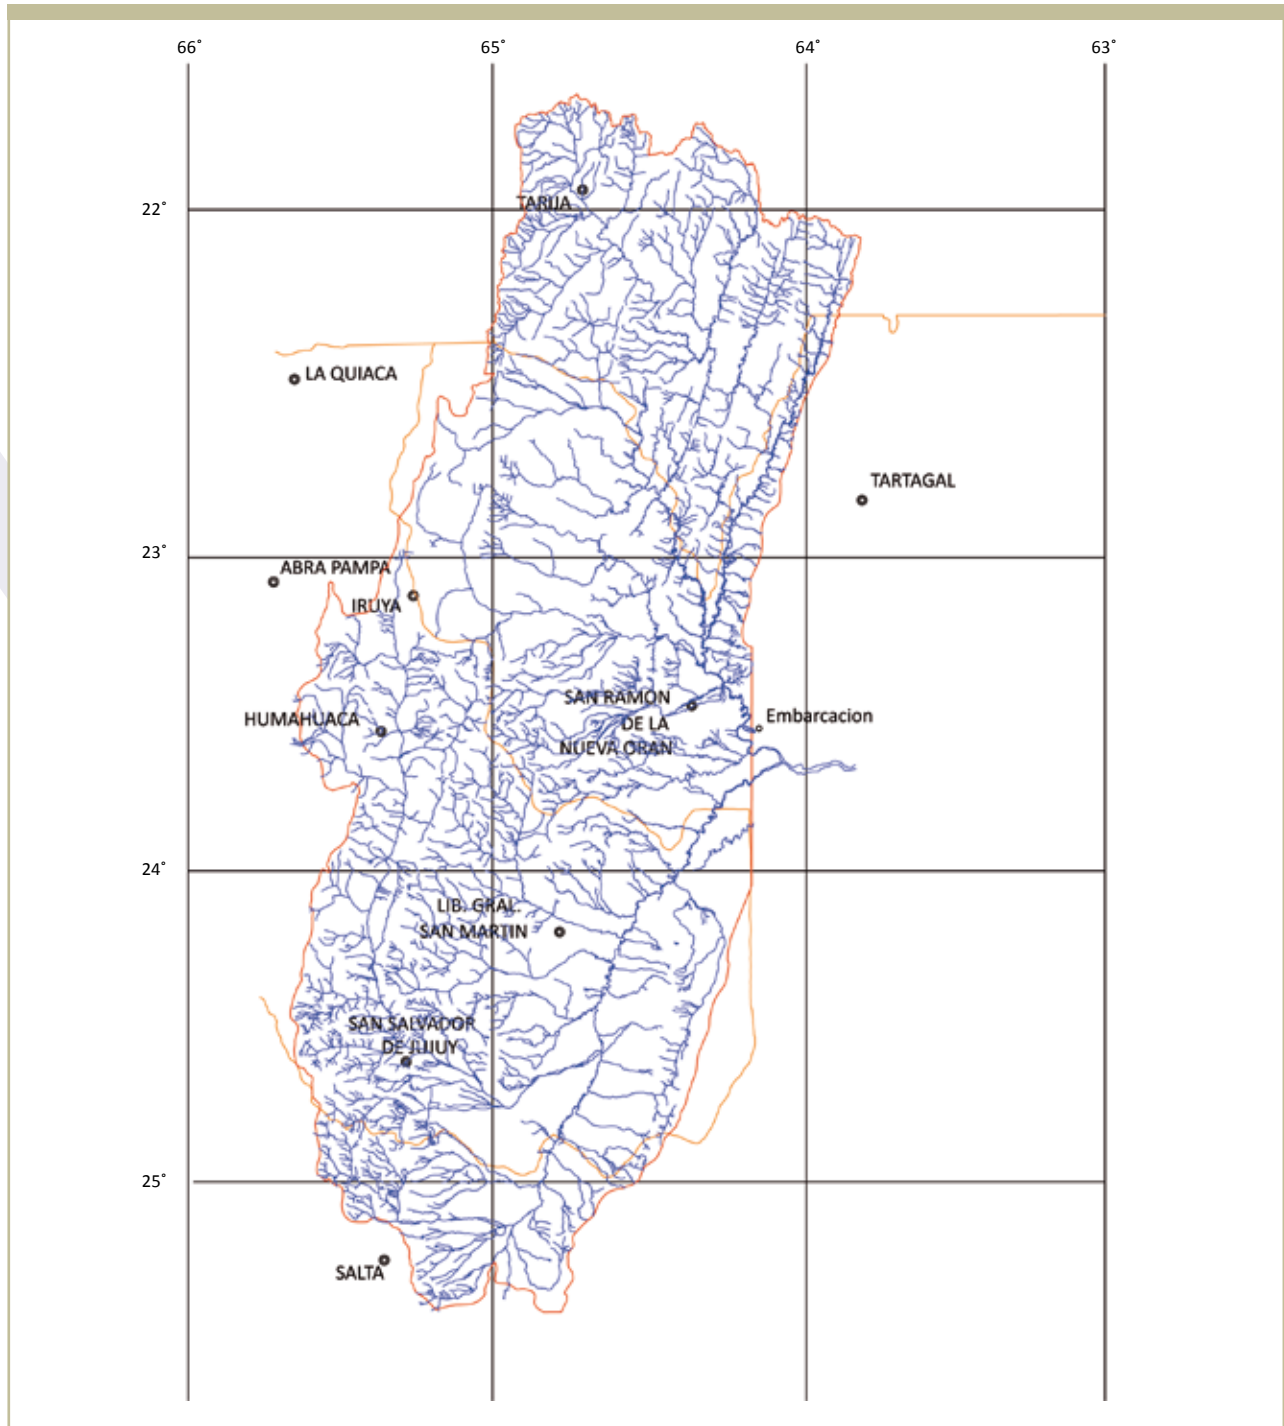 66˚
65˚
64˚
63˚
TARIJA
22˚
LA QUIACA
TARTAGAL
23˚
ABRA PAMPA
IRUYA
SAN RAMON
DE LA
NUEVA ORAN
HUMAHUACA
Embarcacion
24˚
LIB. GRAL.
SAN MARTIN
SAN SALVADOR
DE JUJUY
25˚
SALTA